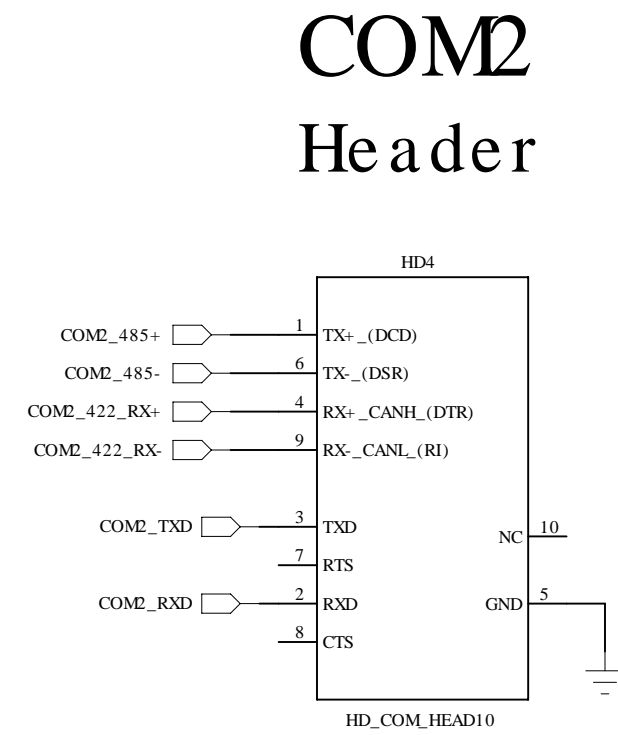 COM2
Header
HD4
COM2_485+ 1 TX+_(DCD)
COM2_485- 6 TX-_(DSR)
COM2_422_RX+ 4 RX+_CANH_(DTR)
COM2_422_RX- 9 RX-_CANL_(RI)
COM2_TXD 3 TXD
NC 10
7 RTS
COM2_RXD 2 RXD GND 5
8 CTS
HD_COM_HEAD10